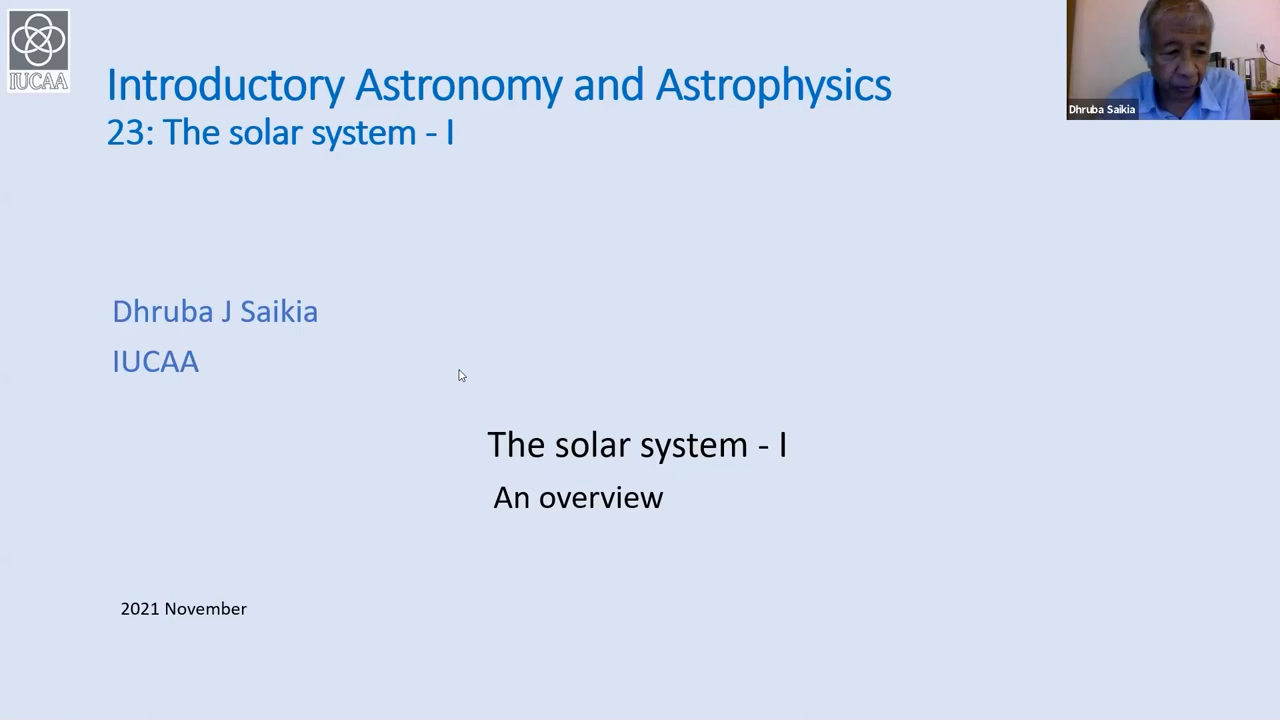 IUCAA
Introductory Astronomy and Astrophysics
23: The solar system - I
Dhruba Saikia
Dhruba J Saikia
IUCAA
The solar system - I
An overview
2021 November